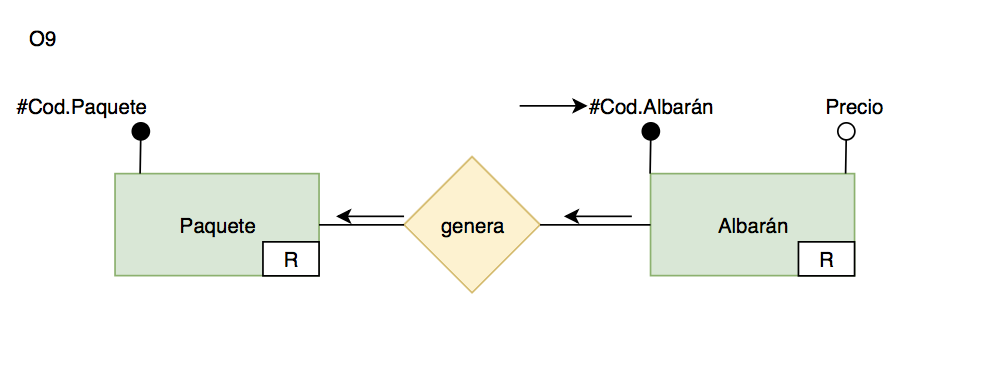 O9
#Cod.Paquete
#Cod.Albarán
Precio
Paquete
genera
Albarán
R
R